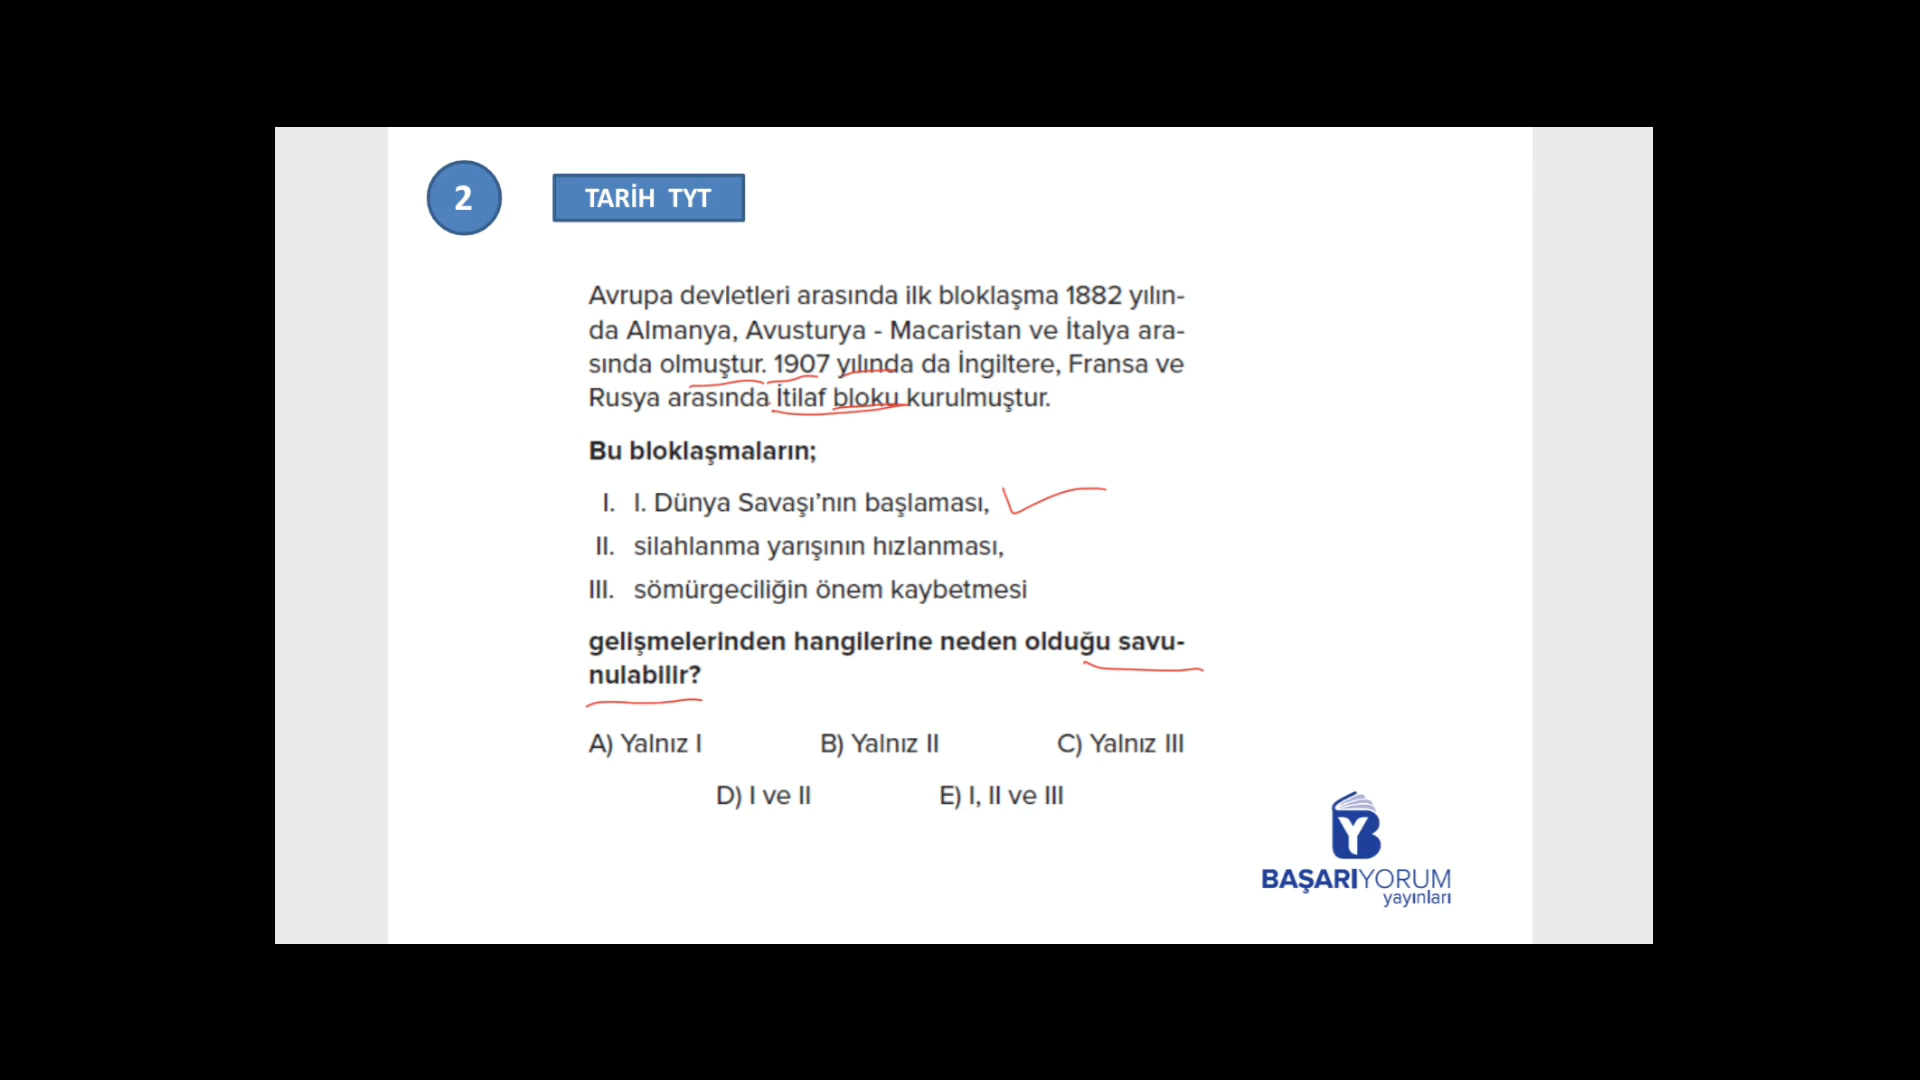 2
TARİH TYT
Avrupa devletleri arasında ilk bloklaşma 1882 yılın-
da Almanya, Avusturya - Macaristan ve İtalya ara-
sında olmuştur. 1907 yılında da İngiltere, Fransa ve
Rusya arasında İtilaf bloku kurulmuştur.
Bu bloklaşmaların;
I. I. Dünya Savaşı’nın başlaması,
II. silahlanma yarışının hızlanması,
III. sömürgeciliğin önem kaybetmesi
gelişmelerinden hangilerine neden olduğu savu-
nulabilir?
A) Yalnız I B) Yalnız II C) Yalnız III
D) I ve II E) I, II ve III
BAŞARIYORUM
yayınları